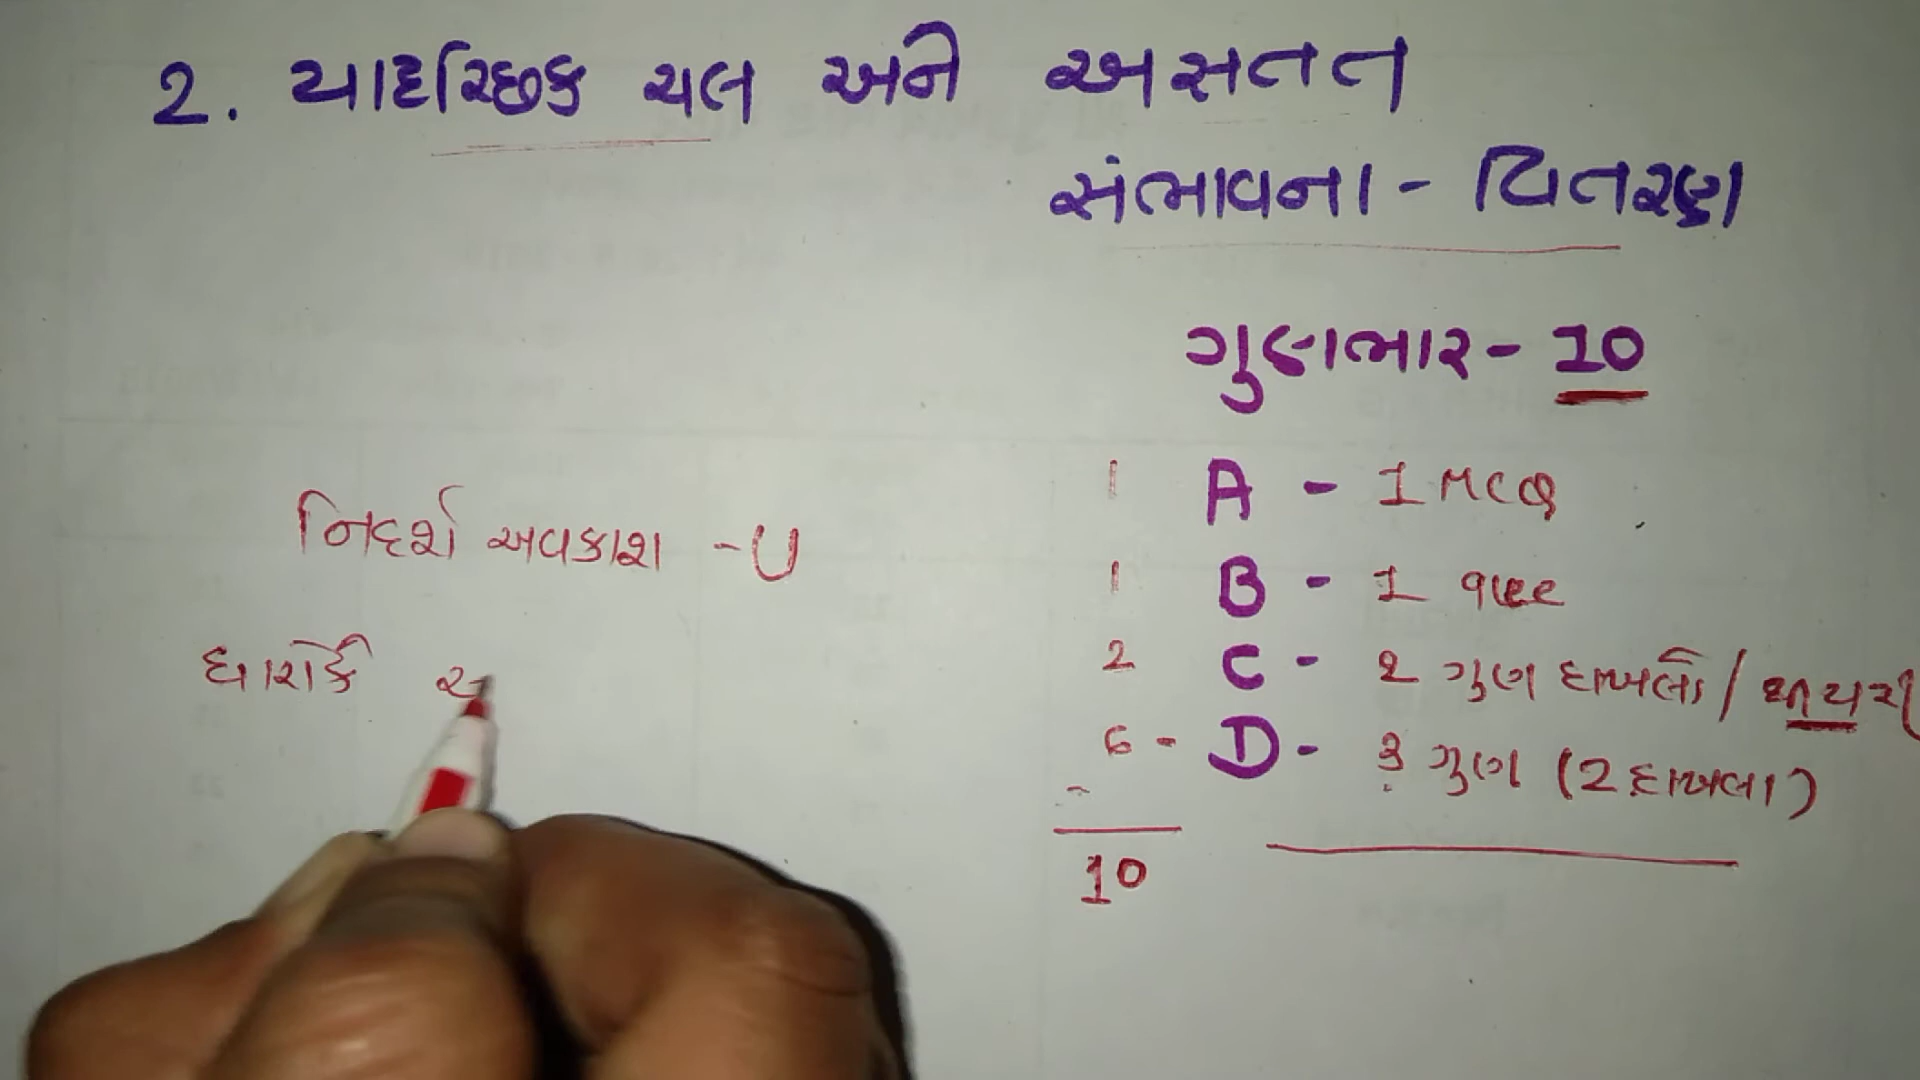 2. યાદચ્છિક ચલ અને અસતત
સંભાવના - વિતરણ
ગુણભાર - 10
1 A - 1 MCQ
1 B - 1
2 C - 2 ગુણ દાખલો /
6 - D - ૩ ગુણ (2 દાખલા)
10
નિદર્શ અવકાશ - U
ધારોકે